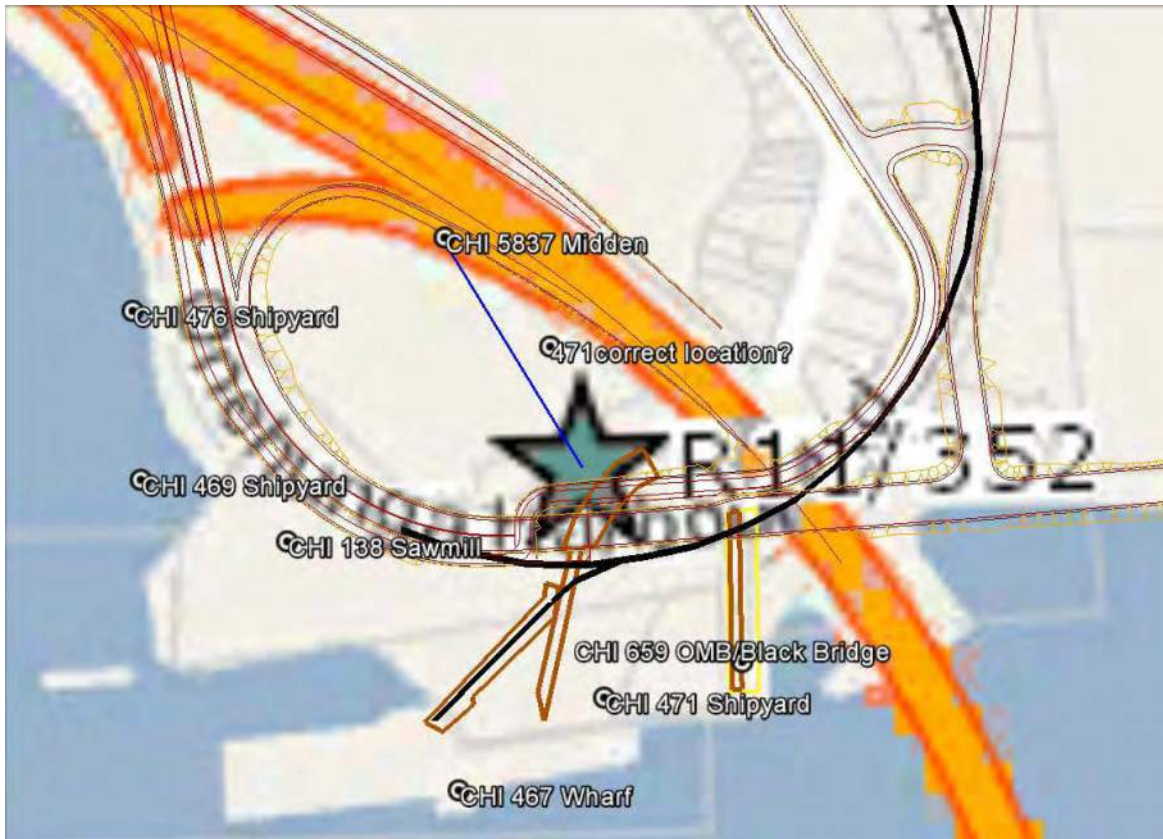 CHI 5837 Midden
CHI 476 Shipyard
471correct location?
R11/352
CHI 469 Shipyard
CHI 138 Sawmill
CHI 659 OMB/Black Bridge
CHI 471 Shipyard
CHI 467 Wharf